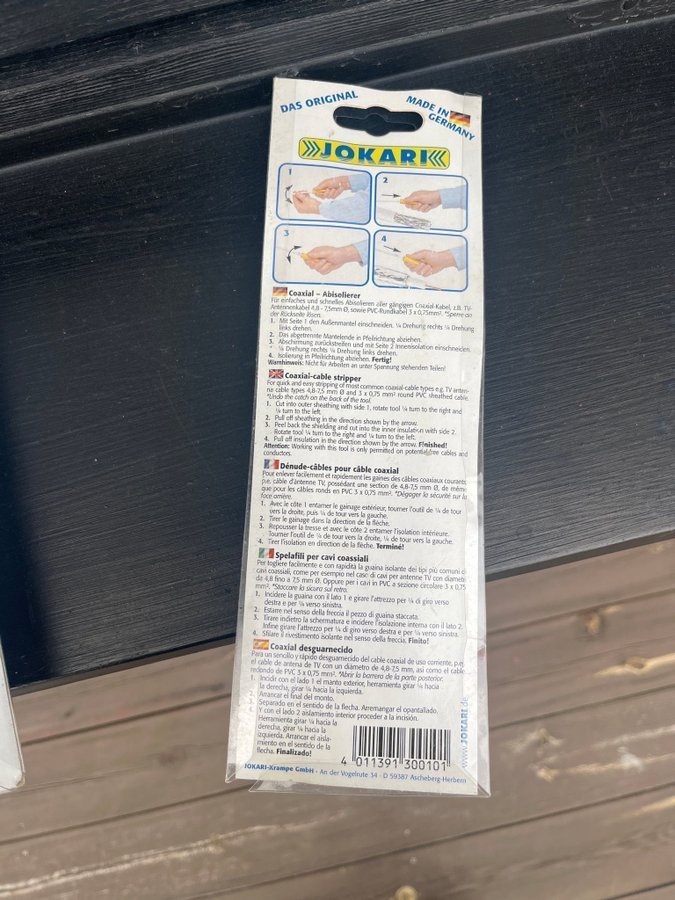 DAS ORIGINAL
MADE IN
GERMANY
JOKARI
1
2
3
4
Coaxial – Abisolierer
Für einfaches und schnelles Abisolieren aller gängigen Coaxial-Kabel, z.B. TV-
Antennenkabel 4,8 - 7,5mm Ø, sowie PVC-Rundkabel 3 x 0,75mm². *Sperre an
der Rückseite lösen.
1. Mit Seite 1 den Außenmantel einschneiden. ¼ Drehung rechts ¼ Drehung
links drehen.
2. Das abgetrennte Mantelende in Pfeilrichtung abziehen.
3. Abschirmung zurückstreifen und mit Seite 2 Innenisolation einschneiden.
¼ Drehung rechts ¼ Drehung links drehen.
4. Isolierung in Pfeilrichtung abziehen. Fertig!
Warnhinweis: Nicht für Arbeiten an unter Spannung stehenden Teilen!
Coaxial-cable stripper
For quick and easy stripping of most common coaxial-cable types e.g. TV anten-
na cable types 4,8-7,5 mm Ø and 3 x 0,75 mm² round PVC sheathed cable.
*Undo the catch on the back of the tool.
1. Cut into outer sheathing with side 1, rotate tool ¼ turn to the right and
¼ turn to the left.
2. Pull off sheathing in the direction shown by the arrow.
3. Peel back the shielding and cut into the inner insulation with side 2.
Rotate tool ¼ turn to the right and ¼ turn to the left.
4. Pull off insulation in the direction shown by the arrow. Finished!
Attention: Working with this tool is only permitted on potential-free cables and
conductors.
Dénude-câbles pour câble coaxial
Pour enlever facilement et rapidement les gaines des câbles coaxiaux courants
p.e. câble d'antenne TV, possédant une section de 4,8-7,5 mm Ø, de même
que pour les câbles ronds en PVC 3 x 0,75 mm². *Dégager la sécurité sur la
face arrière.
1. Avec le côte 1 entamer le gainage extérieur, tourner l'outil de ¼ de tour
vers la droite, puis ¼ de tour vers la gauche.
2. Tirer le gainage dans la direction de la flèche.
3. Repousser la tresse et avec le côte 2 entamer l'isolation intérieure.
Tourner l'outil de ¼ de tour vers la droite, de ¼ de tour vers la gauche.
4. Tirer l'isolation en direction de la flèche. Terminé!
Spelafili per cavi coassiali
Per togliere facilmente e con rapidità la guaina isolante dei tipi più comuni di
cavi coassiali, come per esempio nel caso di cavi per antenne TV con diametri
da 4,8 fino a 7,5 mm Ø. Oppure per i cavi in PVC a sezione circolare 3 x 0,75
mm². *Staccare la sicura sul retro.
1. Incidere la guaina con il lato 1 e girare l'attrezzo per ¼ di giro verso
destra e per ¼ verso sinistra.
2. Estarre nel senso della freccia il pezzo di guaina staccata.
3. Tirare indietro la schermatura e incidere l'isolazione interna con il lato 2.
Infine girare l'attrezzo per ¼ di giro verso destra e per ¼ verso sinistra.
4. Sfilare il rivestimento isolante nel senso della freccia. Finito!
Coaxial desguarnecido
Para un sencillo y rápido desguarnecido del cable coaxial de uso corriente, p.e.
el cable de antena de TV con un diámetro de 4,8-7,5 mm, así como el cable
redondo de PVC 3 x 0,75 mm². *Abrir la barrera de la parte posterior.
1. Incidir con el lado 1 el manto exterior, herramienta girar ¼ hacia
la derecha, girar ¼ hacia la izquierda.
Arrancar el final del monto.
Separado en el sentido de la flecha. Arremangar el opantallado.
Y con el lado 2 aislamiento interior proceder a la incisión.
Herramienta girar ¼ hacia la
derecha, girar ¼ hacia la
izquierda. Arrancar el aisla-
miento en el sentido de la
flecha. Finalizado!
4 011391 300101
www.JOKARI.de
JOKARI-Krampe GmbH · An der Vogelrute 34 · D 59387 Ascheberg-Herbern